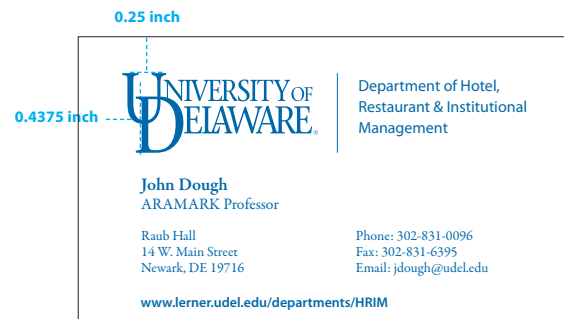 0.25 inch
0.4375 inch
UNIVERSITY OF
DELAWARE®
Department of Hotel,
Restaurant & Institutional
Management
John Dough
ARAMARK Professor
Raub Hall
14 W. Main Street
Newark, DE 19716
Phone: 302-831-0096
Fax: 302-831-6395
Email: jdough@udel.edu
www.lerner.udel.edu/departments/HRIM